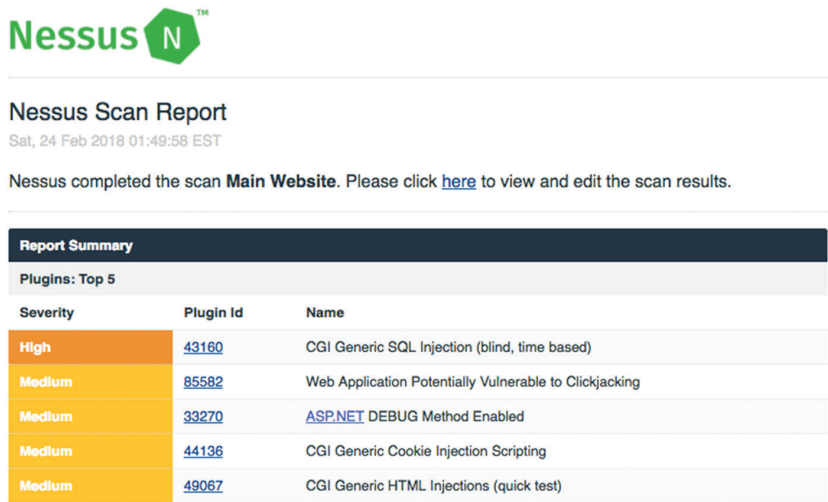 Nessus N ™
Nessus Scan Report
Sat, 24 Feb 2018 01:49:58 EST
Nessus completed the scan Main Website. Please click here to view and edit the scan results.
Report Summary
Plugins: Top 5
Severity Plugin Id Name
High 43160 CGI Generic SQL Injection (blind, time based)
Medium 85582 Web Application Potentially Vulnerable to Clickjacking
Medium 33270 ASP.NET DEBUG Method Enabled
Medium 44136 CGI Generic Cookie Injection Scripting
Medium 49067 CGI Generic HTML Injections (quick test)